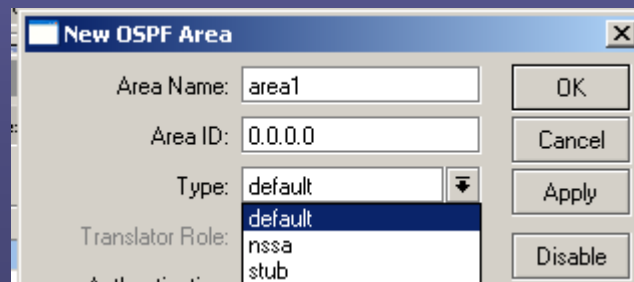 New OSPF Area
Area Name: area1 OK
Area ID: 0.0.0.0 Cancel
Type: default Apply
default
Translator Role: nssa Disable
stub